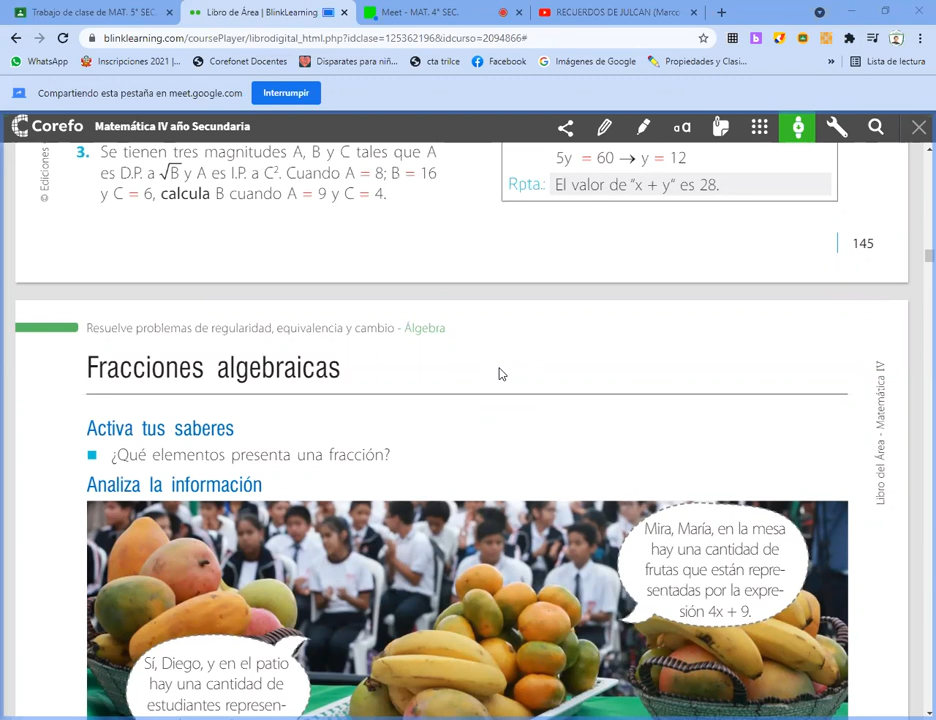 Trabajo de clase de MAT. 5° SEC.
Libro de Área | BlinkLearning
Meet - MAT. 4° SEC.
RECUERDOS DE JULCAN (Marco
blinklearning.com/coursePlayer/librodigital_html.php?idclase=125362196&idcurso=2094866#
WhatsApp
Inscripciones 2021 |...
Corefonet Docentes
Disparates para niñ...
cta trilce
Facebook
Imágenes de Google
Propiedades y Clasi...
»
Lista de lectura
Compartiendo esta pestaña en meet.google.com
Interrumpir
Corefo
Matemática IV año Secundaria
aA
© Ediciones
3. Se tienen tres magnitudes A, B y C tales que A
es D.P. a √B y A es I.P. a C². Cuando A = 8; B = 16
y C = 6, calcula B cuando A = 9 y C = 4.
5y = 60 → y = 12
Rpta.: El valor de "x + y" es 28.
145
Resuelve problemas de regularidad, equivalencia y cambio - Álgebra
Fracciones algebraicas
Activa tus saberes
¿Qué elementos presenta una fracción?
Analiza la información
Libro del Área - Matemática IV
Mira, María, en la mesa
hay una cantidad de
frutas que están repre-
sentadas por la expre-
sión 4x + 9.
Sí, Diego, y en el patio
hay una cantidad de
estudiantes represen-